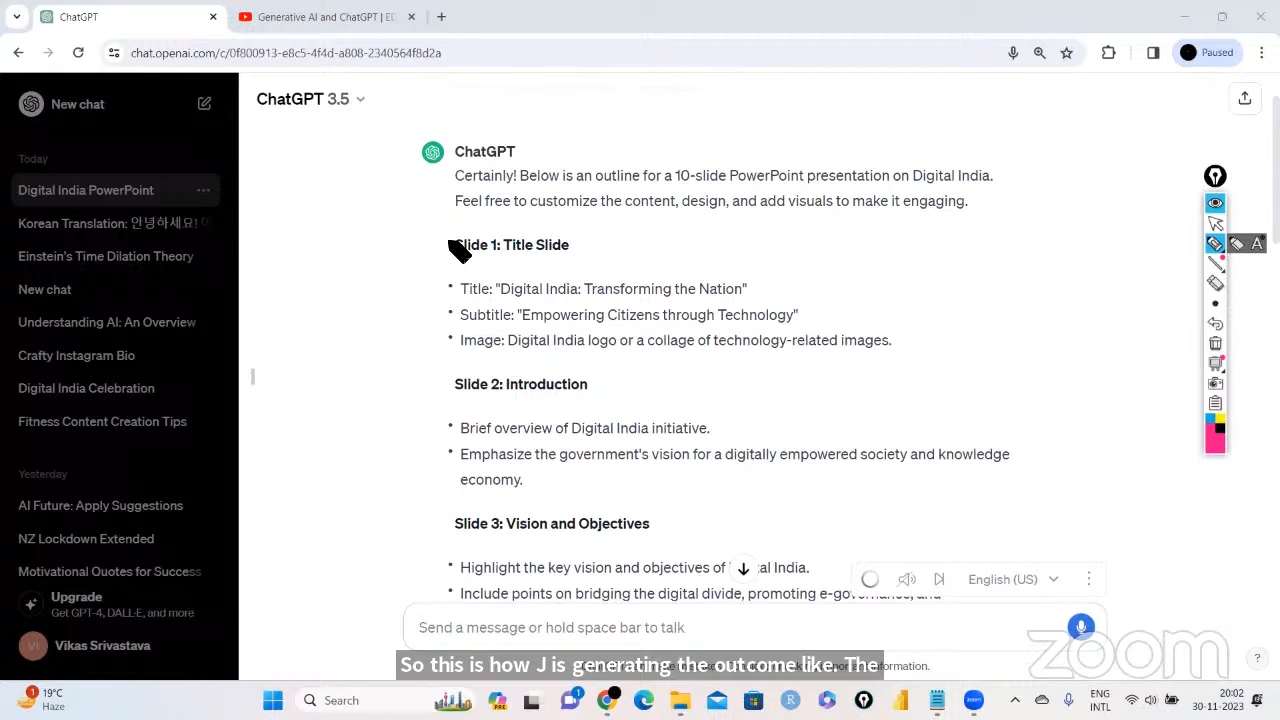 ChatGPT
Generative AI and ChatGPT | ED
chat.openai.com/c/0f800913-e8c5-4f4d-a808-2340564f8d2a
Paused
New chat
ChatGPT 3.5
Today
Digital India PowerPoint
Korean Translation: 안녕하세요!
Einstein's Time Dilation Theory
New chat
Understanding AI: An Overview
Crafty Instagram Bio
Digital India Celebration
Fitness Content Creation Tips
Yesterday
AI Future: Apply Suggestions
NZ Lockdown Extended
Motivational Quotes for Success
Upgrade
Get GPT-4, DALL·E, and more
VI
Vikas Srivastava
ChatGPT
Certainly! Below is an outline for a 10-slide PowerPoint presentation on Digital India.
Feel free to customize the content, design, and add visuals to make it engaging.
Slide 1: Title Slide
• Title: "Digital India: Transforming the Nation"
• Subtitle: "Empowering Citizens through Technology"
• Image: Digital India logo or a collage of technology-related images.
Slide 2: Introduction
• Brief overview of Digital India initiative.
• Emphasize the government's vision for a digitally empowered society and knowledge
economy.
Slide 3: Vision and Objectives
• Highlight the key vision and objectives of Digital India.
• Include points on bridging the digital divide, promoting e-governance, and
English (US)
Send a message or hold space bar to talk
A
zoom
So this is how J is generating the outcome like. The
information.
?
1
19°C
Haze
Search
PRE
1
R
ENG
INTL
20:02
30-11-2023